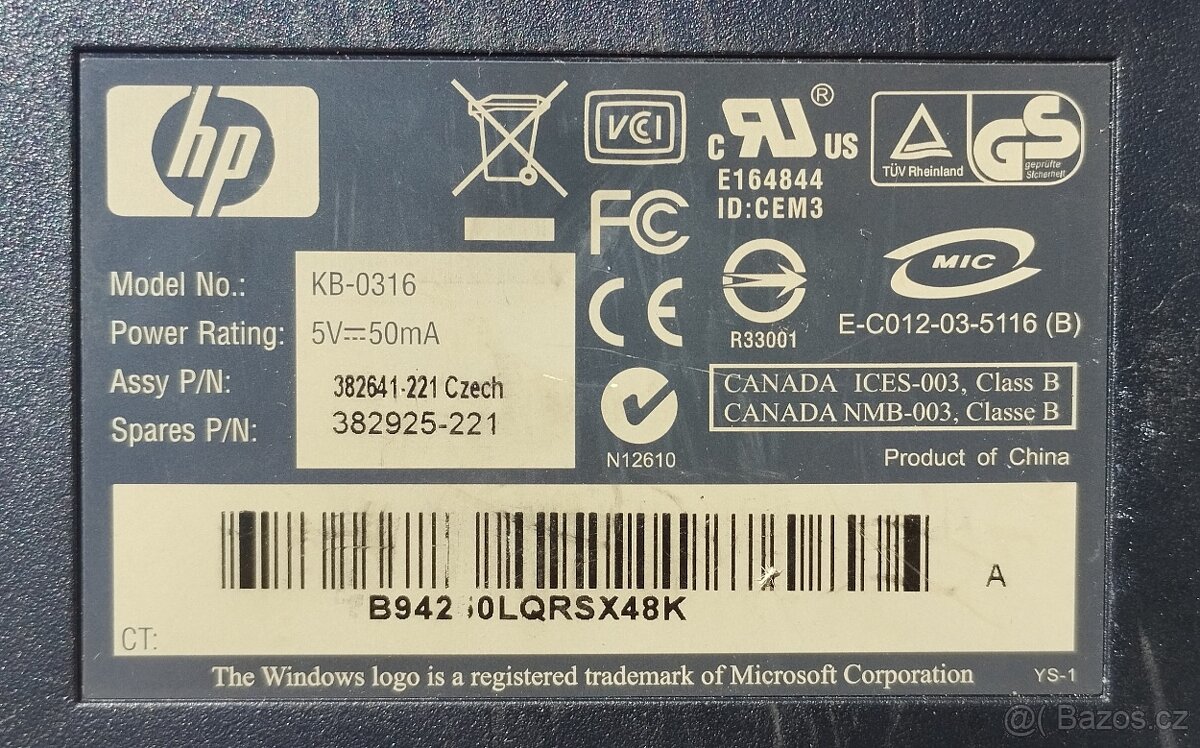 hp
VCI
C RU ® US
E164844
ID:CEM3
TÜV Rheinland
GS
geprüfte
Sicherheit
FC
CE
R33001
MIC
E-C012-03-5116 (B)
Model No.: KB-0316
Power Rating: 5V⎓50mA
Assy P/N: 382641-221 Czech
Spares P/N: 382925-221
N12610
CANADA ICES-003, Class B
CANADA NMB-003, Classe B
Product of China
A
CT:
The Windows logo is a registered trademark of Microsoft Corporation
YS-1
Bazos.cz